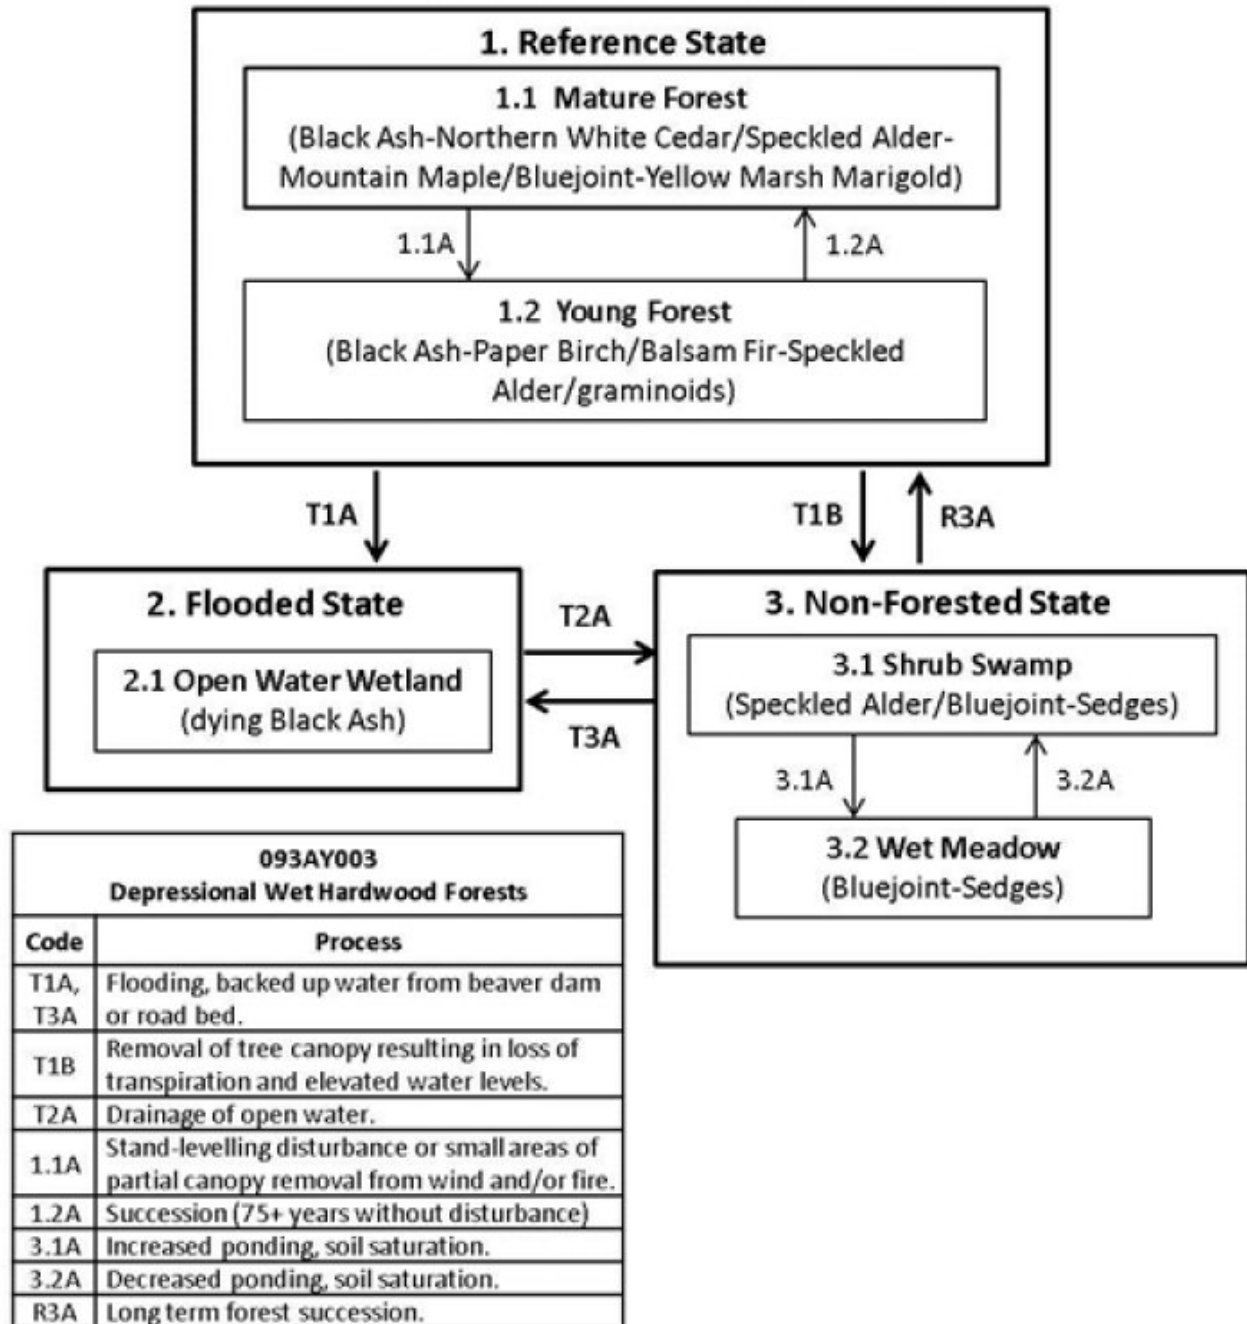 1. Reference State
1.1 Mature Forest
(Black Ash-Northern White Cedar/Speckled Alder-
Mountain Maple/Bluejoint-Yellow Marsh Marigold)
1.1A
1.2A
1.2 Young Forest
(Black Ash-Paper Birch/Balsam Fir-Speckled
Alder/graminoids)
T1A
T1B
R3A
2. Flooded State
2.1 Open Water Wetland
(dying Black Ash)
T2A
T3A
3. Non-Forested State
3.1 Shrub Swamp
(Speckled Alder/Bluejoint-Sedges)
3.1A
3.2A
3.2 Wet Meadow
(Bluejoint-Sedges)
093AY003
Depressional Wet Hardwood Forests
Code Process
T1A, Flooding, backed up water from beaver dam
T3A or road bed.
T1B Removal of tree canopy resulting in loss of
transpiration and elevated water levels.
T2A Drainage of open water.
1.1A Stand-levelling disturbance or small areas of
partial canopy removal from wind and/or fire.
1.2A Succession (75+ years without disturbance)
3.1A Increased ponding, soil saturation.
3.2A Decreased ponding, soil saturation.
R3A Long term forest succession.